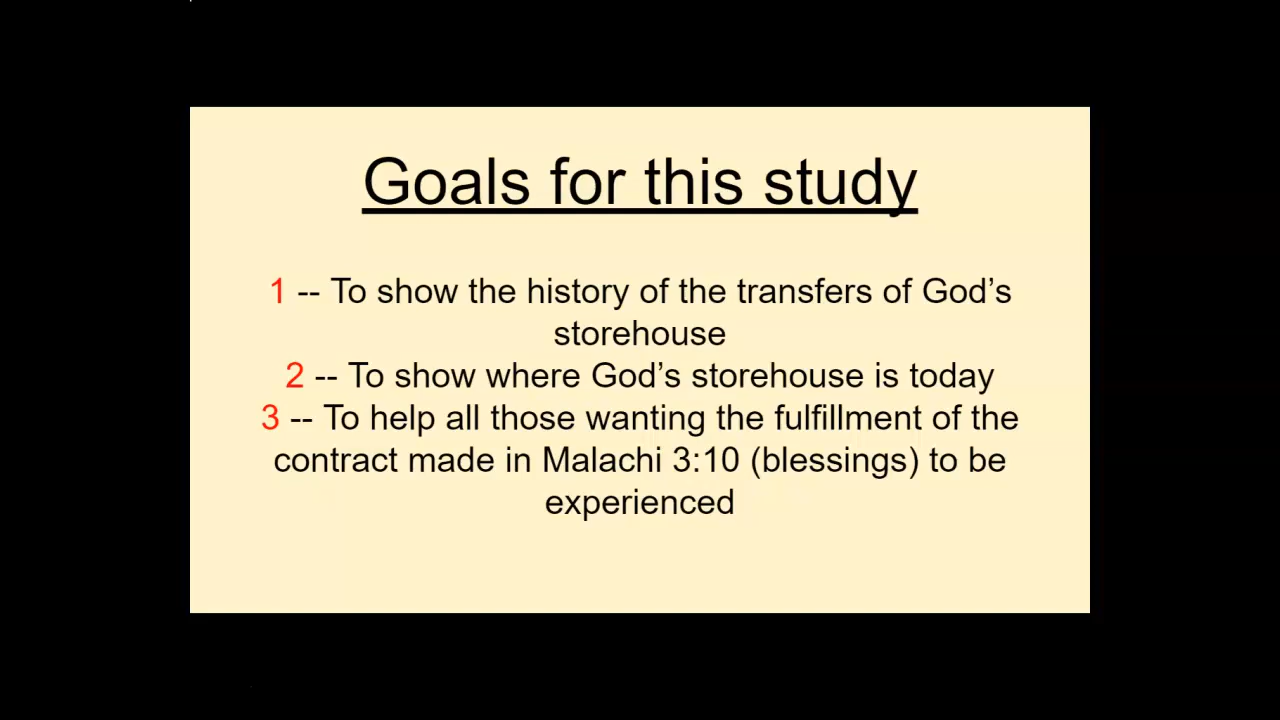 Goals for this study
1 -- To show the history of the transfers of God’s
storehouse
2 -- To show where God’s storehouse is today
3 -- To help all those wanting the fulfillment of the
contract made in Malachi 3:10 (blessings) to be
experienced